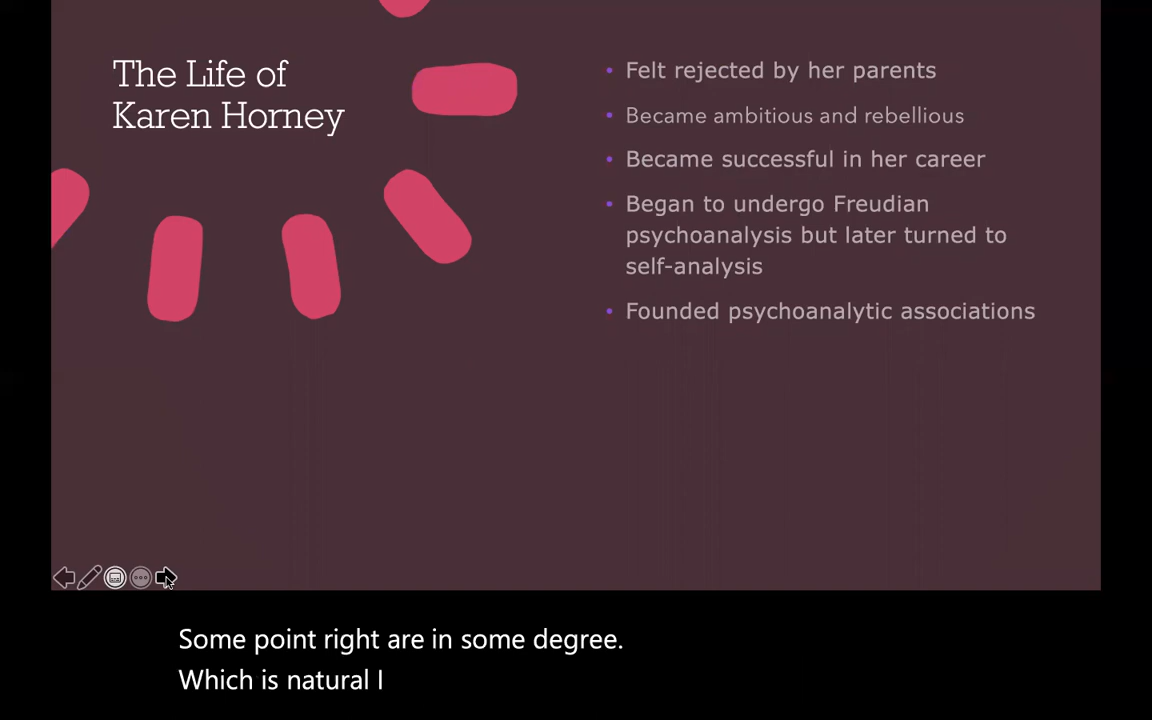 The Life of
Karen Horney
• Felt rejected by her parents
• Became ambitious and rebellious
• Became successful in her career
• Began to undergo Freudian
psychoanalysis but later turned to
self-analysis
• Founded psychoanalytic associations
Some point right are in some degree.
Which is natural I